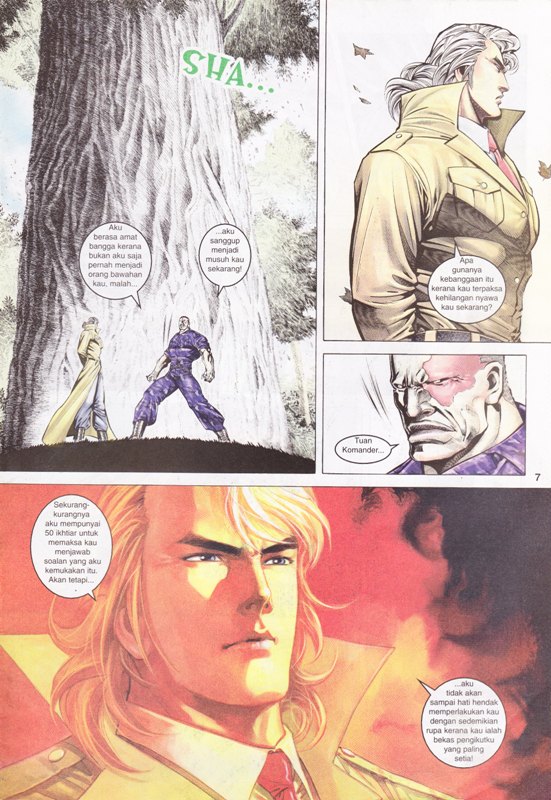 SHA...
Aku
berasa amat
bangga kerana
bukan aku saja
pernah menjadi
orang bawahan
kau, malah...
...aku
sanggup
menjadi
musuh kau
sekarang!
Apa
gunanya
kebanggaan itu
kerana kau terpaksa
kehilangan nyawa
kau sekarang?
Tuan
Komander...
7
Sekurang-
kurangnya
aku mempunyai
50 ikhtiar untuk
memaksa kau
menjawab
soalan yang aku
kemukakan itu.
Akan tetapi...
...aku
tidak akan
sampai hati hendak
memperlakukan kau
dengan sedemikian
rupa kerana kau ialah
bekas pengikutku
yang paling
setia!